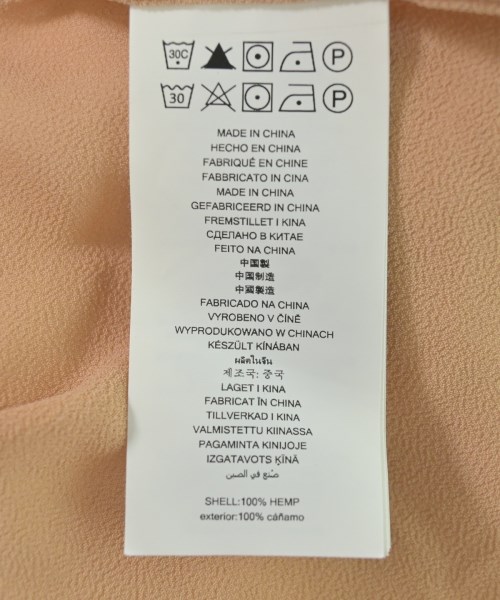 30C P
30 P
MADE IN CHINA
HECHO EN CHINA
FABRIQUÉ EN CHINE
FABBRICATO IN CINA
MADE IN CHINA
GEFABRICEERD IN CHINA
FREMSTILLET I KINA
СДЕЛАНО В КИТАЕ
FEITO NA CHINA
中国製
中国制造
中國製造
FABRICADO NA CHINA
VYROBENO V ČÍNĚ
WYPRODUKOWANO W CHINACH
KÉSZÜLT KÍNÁBAN
ผลิตในจีน
제조국: 중국
LAGET I KINA
FABRICAT ÎN CHINA
TILLVERKAD I KINA
VALMISTETTU KIINASSA
PAGAMINTA KINIJOJE
IZGATAVOTS ĶĪNĀ
صُنع في الصين
SHELL:100% HEMP
exterior:100% cáñamo